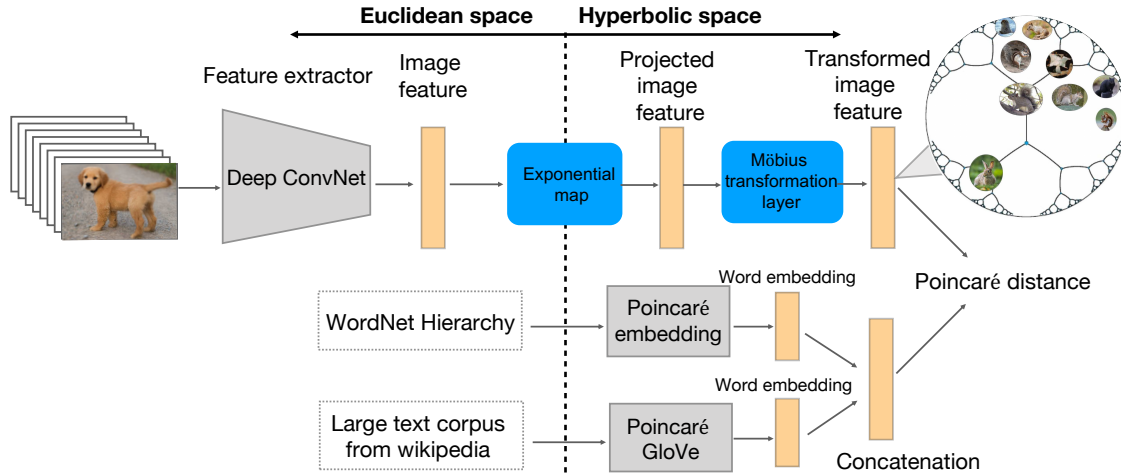 Euclidean space
Hyperbolic space
Feature extractor
Image
feature
Projected
image
feature
Transformed
image
feature
Deep ConvNet
Exponential
map
Möbius
transformation
layer
Poincaré distance
Word embedding
WordNet Hierarchy
Poincaré
embedding
Word embedding
Large text corpus
from wikipedia
Poincaré
GloVe
Concatenation